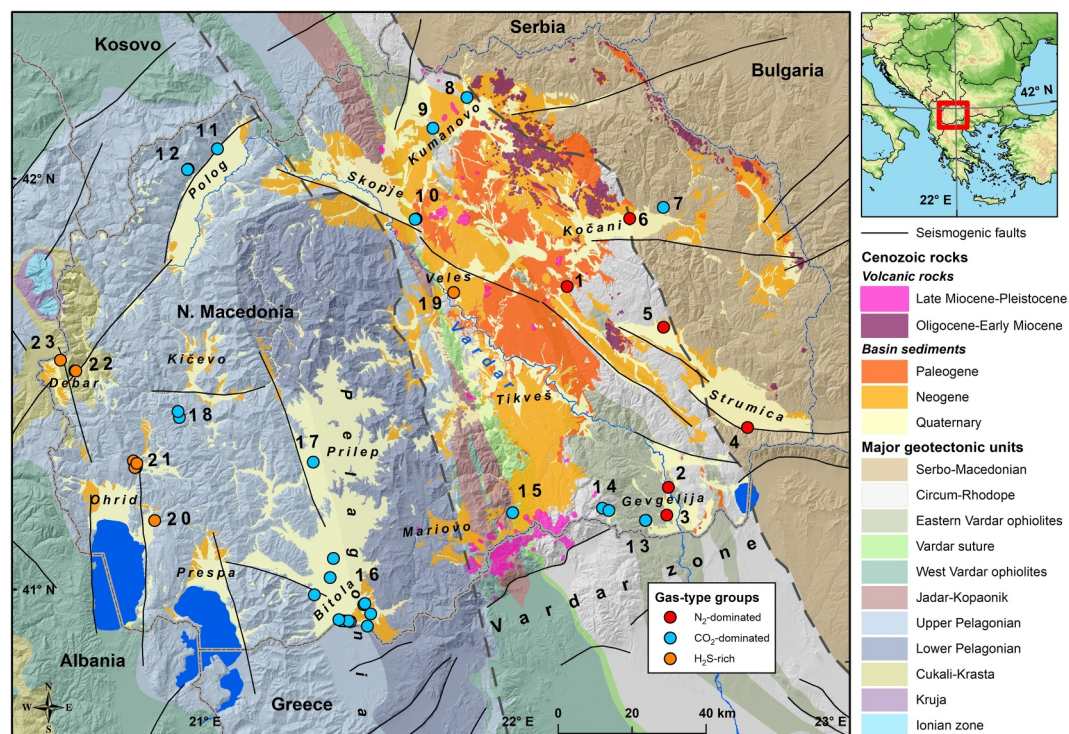 Kosovo
Serbia
Bulgaria
8
9
Kumanovo
11
12
Polog
42° N
Skopje
10
7
6
Kočani
Veles
1
19
N. Macedonia
Vardar
5
23
22
Debar
Kičevo
Tikveš
Strumica
4
18
17
Prilep
Pelagonia
21
2
15
14
Gevgelija
Ohrid
3
20
Mariovo
13
Prespa
Vardar zone
41° N
16
Bitola
Albania
Greece
Gas-type groups
N₂-dominated
CO₂-dominated
H₂S-rich
N
W
E
S
21° E
22° E
0
20
40 km
23° E
42° N
22° E
Seismogenic faults
Cenozoic rocks
Volcanic rocks
Late Miocene-Pleistocene
Oligocene-Early Miocene
Basin sediments
Paleogene
Neogene
Quaternary
Major geotectonic units
Serbo-Macedonian
Circum-Rhodope
Eastern Vardar ophiolites
Vardar suture
West Vardar ophiolites
Jadar-Kopaonik
Upper Pelagonian
Lower Pelagonian
Cukali-Krasta
Kruja
Ionian zone